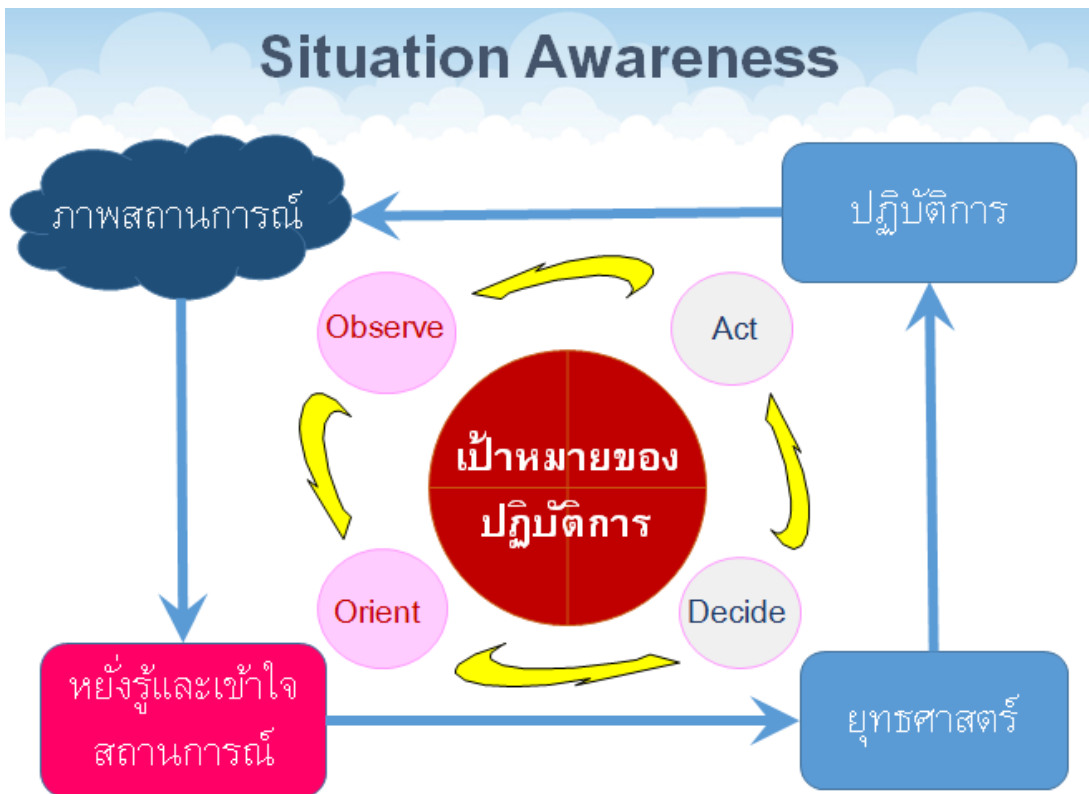 Situation Awareness
ภาพสถานการณ์
ปฏิบัติการ
Observe
Act
เป้าหมายของ
ปฏิบัติการ
Orient
Decide
หยั่งรู้และเข้าใจ
สถานการณ์
ยุทธศาสตร์